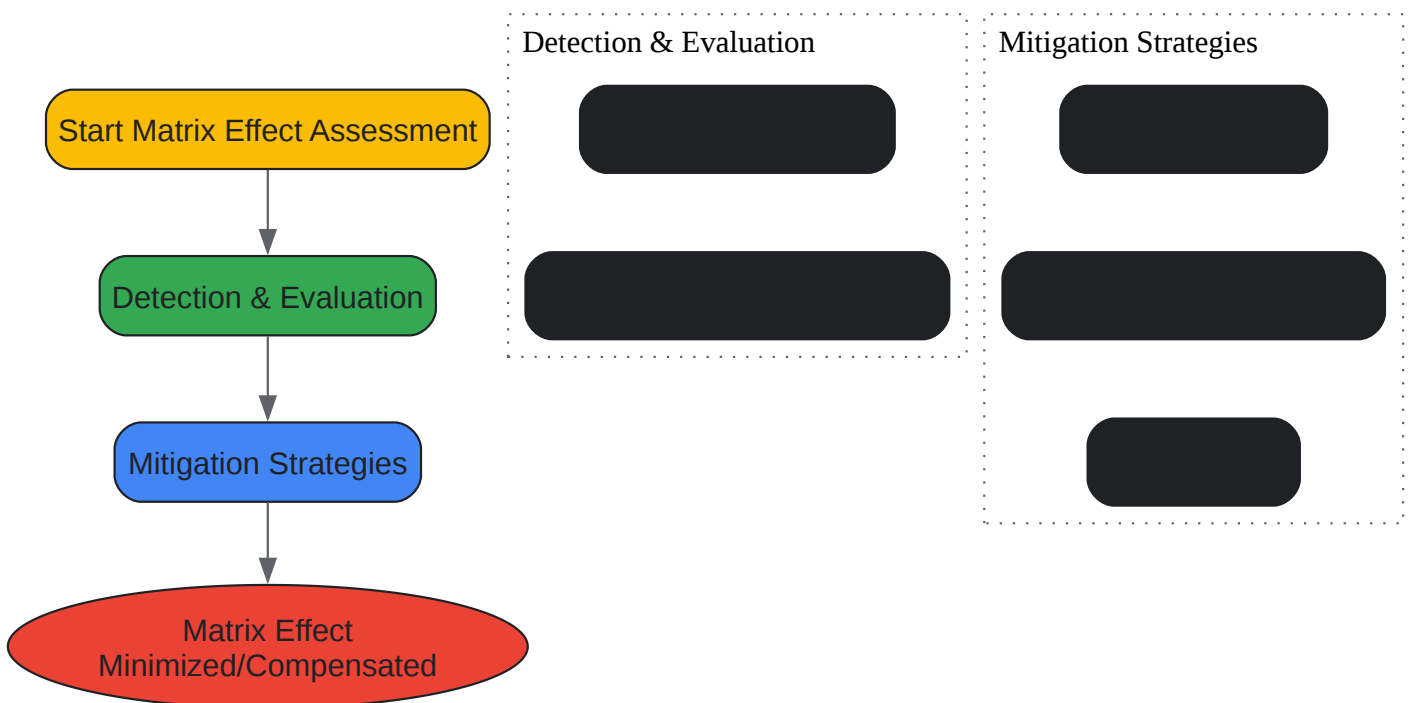 Start Matrix Effect Assessment
Detection & Evaluation
Mitigation Strategies
Matrix Effect
Minimized/Compensated
Detection & Evaluation
Mitigation Strategies